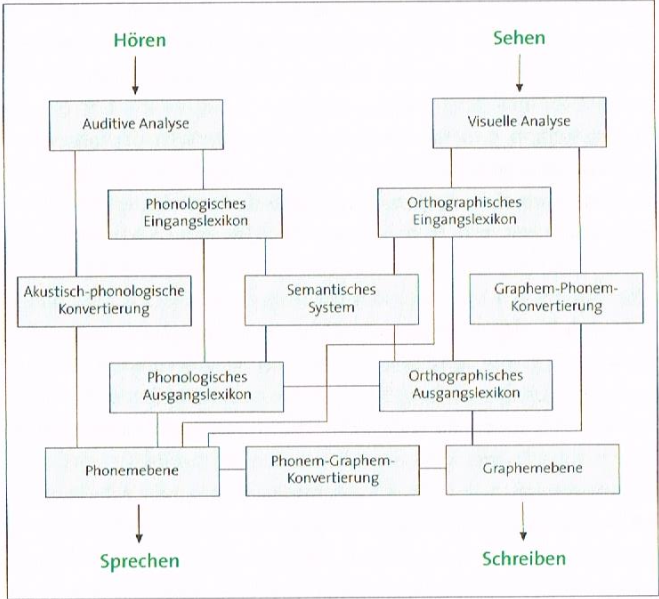 Hören
Sehen
Auditive Analyse
Visuelle Analyse
Phonologisches
Eingangslexikon
Orthographisches
Eingangslexikon
Akustisch-phonologische
Konvertierung
Semantisches
System
Graphem-Phonem-
Konvertierung
Phonologisches
Ausgangslexikon
Orthographisches
Ausgangslexikon
Phonemebene
Phonem-Graphem-
Konvertierung
Graphemebene
Sprechen
Schreiben